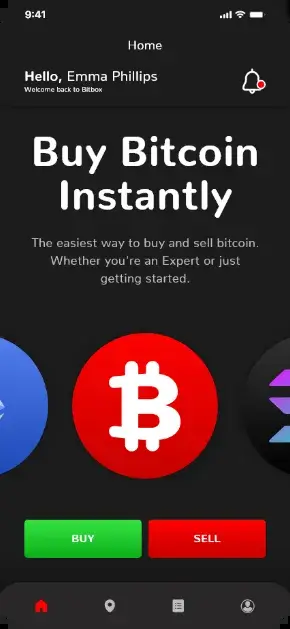 9:41
Home
Hello, Emma Phillips
Welcome back to Bitbox
Buy Bitcoin
Instantly
The easiest way to buy and sell bitcoin.
Whether you're an Expert or just
getting started.
BUY SELL